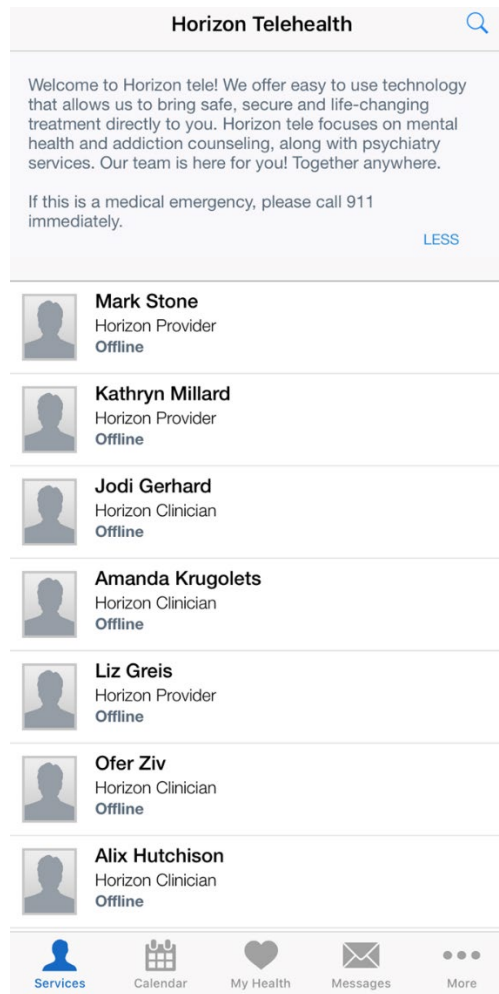 Horizon Telehealth
Welcome to Horizon tele! We offer easy to use technology
that allows us to bring safe, secure and life-changing
treatment directly to you. Horizon tele focuses on mental
health and addiction counseling, along with psychiatry
services. Our team is here for you! Together anywhere.
If this is a medical emergency, please call 911
immediately.
LESS
Mark Stone
Horizon Provider
Offline
Kathryn Millard
Horizon Provider
Offline
Jodi Gerhard
Horizon Clinician
Offline
Amanda Krugolets
Horizon Clinician
Offline
Liz Greis
Horizon Provider
Offline
Ofer Ziv
Horizon Clinician
Offline
Alix Hutchison
Horizon Clinician
Offline
Services Calendar My Health Messages More